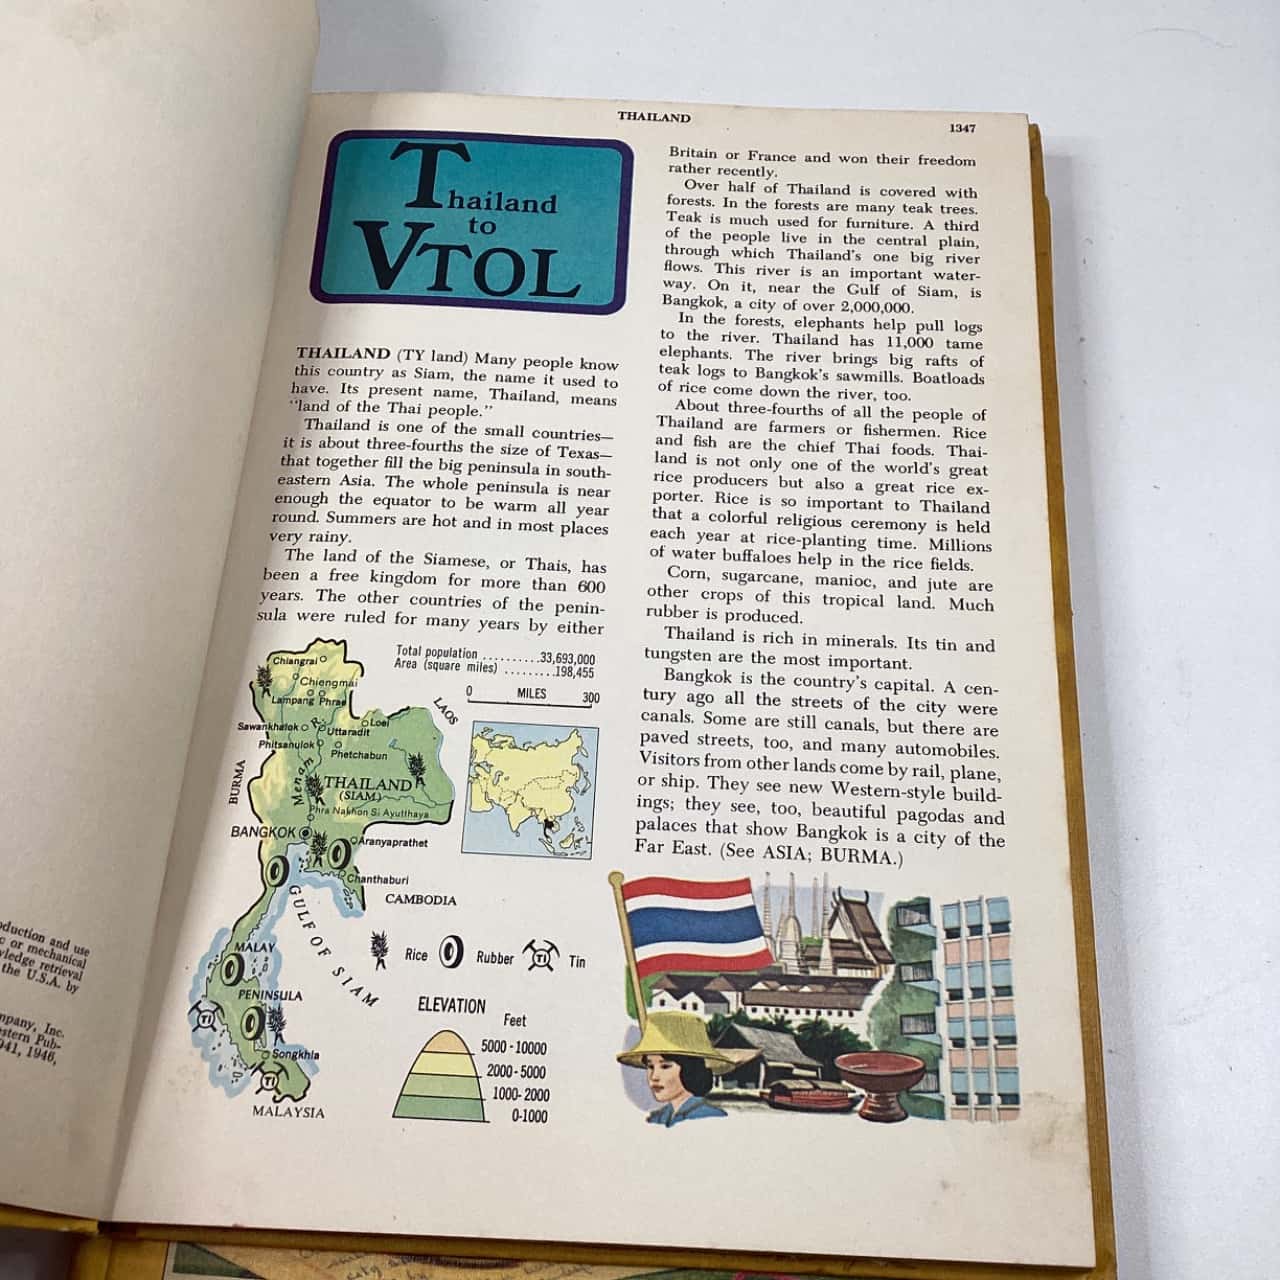 THAILAND
1347
Thailand
to
VTOL
THAILAND (TY land) Many people know
this country as Siam, the name it used to
have. Its present name, Thailand, means
"land of the Thai people."
Thailand is one of the small countries—
it is about three-fourths the size of Texas—
that together fill the big peninsula in south-
eastern Asia. The whole peninsula is near
enough the equator to be warm all year
round. Summers are hot and in most places
very rainy.
The land of the Siamese, or Thais, has
been a free kingdom for more than 600
years. The other countries of the penin-
sula were ruled for many years by either
Britain or France and won their freedom
rather recently.
Over half of Thailand is covered with
forests. In the forests are many teak trees.
Teak is much used for furniture. A third
of the people live in the central plain,
through which Thailand's one big river
flows. This river is an important water-
way. On it, near the Gulf of Siam, is
Bangkok, a city of over 2,000,000.
In the forests, elephants help pull logs
to the river. Thailand has 11,000 tame
elephants. The river brings big rafts of
teak logs to Bangkok's sawmills. Boatloads
of rice come down the river, too.
About three-fourths of all the people of
Thailand are farmers or fishermen. Rice
and fish are the chief Thai foods. Thai-
land is not only one of the world's great
rice producers but also a great rice ex-
porter. Rice is so important to Thailand
that a colorful religious ceremony is held
each year at rice-planting time. Millions
of water buffaloes help in the rice fields.
Corn, sugarcane, manioc, and jute are
other crops of this tropical land. Much
rubber is produced.
Thailand is rich in minerals. Its tin and
tungsten are the most important.
Bangkok is the country's capital. A cen-
tury ago all the streets of the city were
canals. Some are still canals, but there are
paved streets, too, and many automobiles.
Visitors from other lands come by rail, plane,
or ship. They see new Western-style build-
ings; they see, too, beautiful pagodas and
palaces that show Bangkok is a city of the
Far East. (See ASIA; BURMA.)
Total population ..........33,693,000
Area (square miles) .........198,455
0 MILES 300
Chiangrai
Chiengmai
Lampang Phrae
LAOS
Sawankhalok R. Loei
Uttaradit
Phitsanulok
Phetchabun
BURMA
Menam
THAILAND
(SIAM)
Phra Nakhon Si Ayutthaya
BANGKOK
Aranyaprathet
Chanthaburi
CAMBODIA
GULF OF SIAM
MALAY
PENINSULA
TI
Songkhla
TI
MALAYSIA
Rice Rubber TI Tin
ELEVATION
Feet
5000-10000
2000-5000
1000-2000
0-1000
oduction and use
c or mechanical
wledge retrieval
the U.S.A. by
mpany, Inc.
stern Pub-
941, 1946,